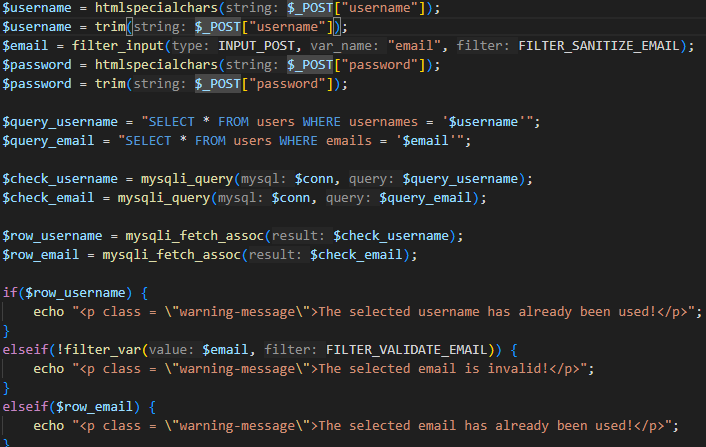 $username = htmlspecialchars(string: $_POST["username"]);
$username = trim(string: $_POST["username"]);
$email = filter_input(type: INPUT_POST, var_name: "email", filter: FILTER_SANITIZE_EMAIL);
$password = htmlspecialchars(string: $_POST["password"]);
$password = trim(string: $_POST["password"]);
$query_username = "SELECT * FROM users WHERE usernames = '$username'";
$query_email = "SELECT * FROM users WHERE emails = '$email'";
$check_username = mysqli_query(mysql: $conn, query: $query_username);
$check_email = mysqli_query(mysql: $conn, query: $query_email);
$row_username = mysqli_fetch_assoc(result: $check_username);
$row_email = mysqli_fetch_assoc(result: $check_email);
if($row_username) {
    echo "<p class = \"warning-message\">The selected username has already been used!</p>";
}
elseif(!filter_var(value: $email, filter: FILTER_VALIDATE_EMAIL)) {
    echo "<p class = \"warning-message\">The selected email is invalid!</p>";
}
elseif($row_email) {
    echo "<p class = \"warning-message\">The selected email has already been used!</p>";
}